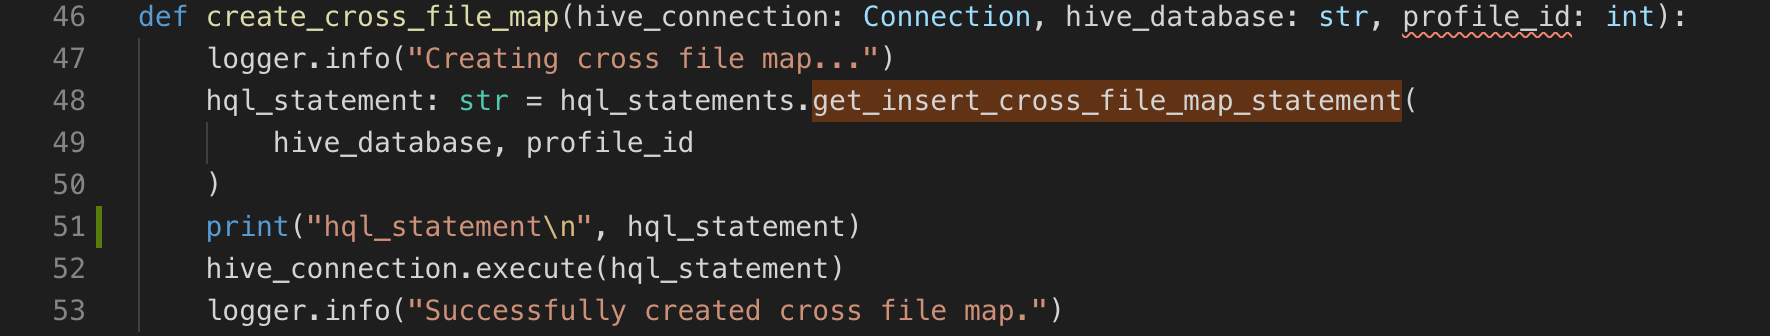 46 def create_cross_file_map(hive_connection: Connection, hive_database: str, profile_id: int):
47 logger.info("Creating cross file map...")
48 hql_statement: str = hql_statements.get_insert_cross_file_map_statement(
49 hive_database, profile_id
50 )
51 print("hql_statement\n", hql_statement)
52 hive_connection.execute(hql_statement)
53 logger.info("Successfully created cross file map.")